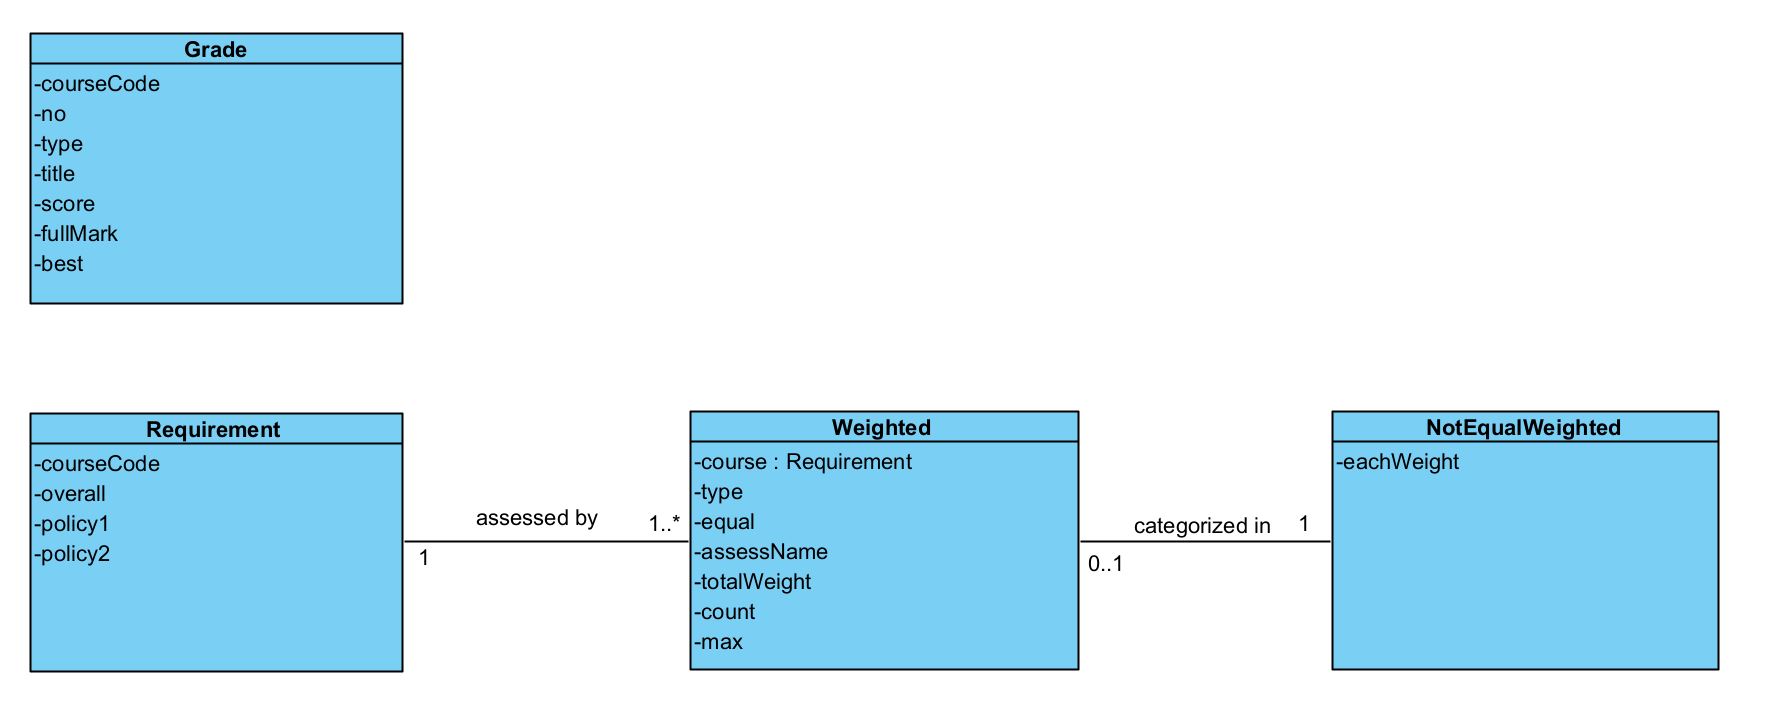 Grade
-courseCode
-no
-type
-title
-score
-fullMark
-best
Requirement
-courseCode
-overall
-policy1
-policy2
assessed by
1..*
1
Weighted
-course : Requirement
-type
-equal
-assessName
-totalWeight
-count
-max
categorized in
1
0..1
NotEqualWeighted
-eachWeight